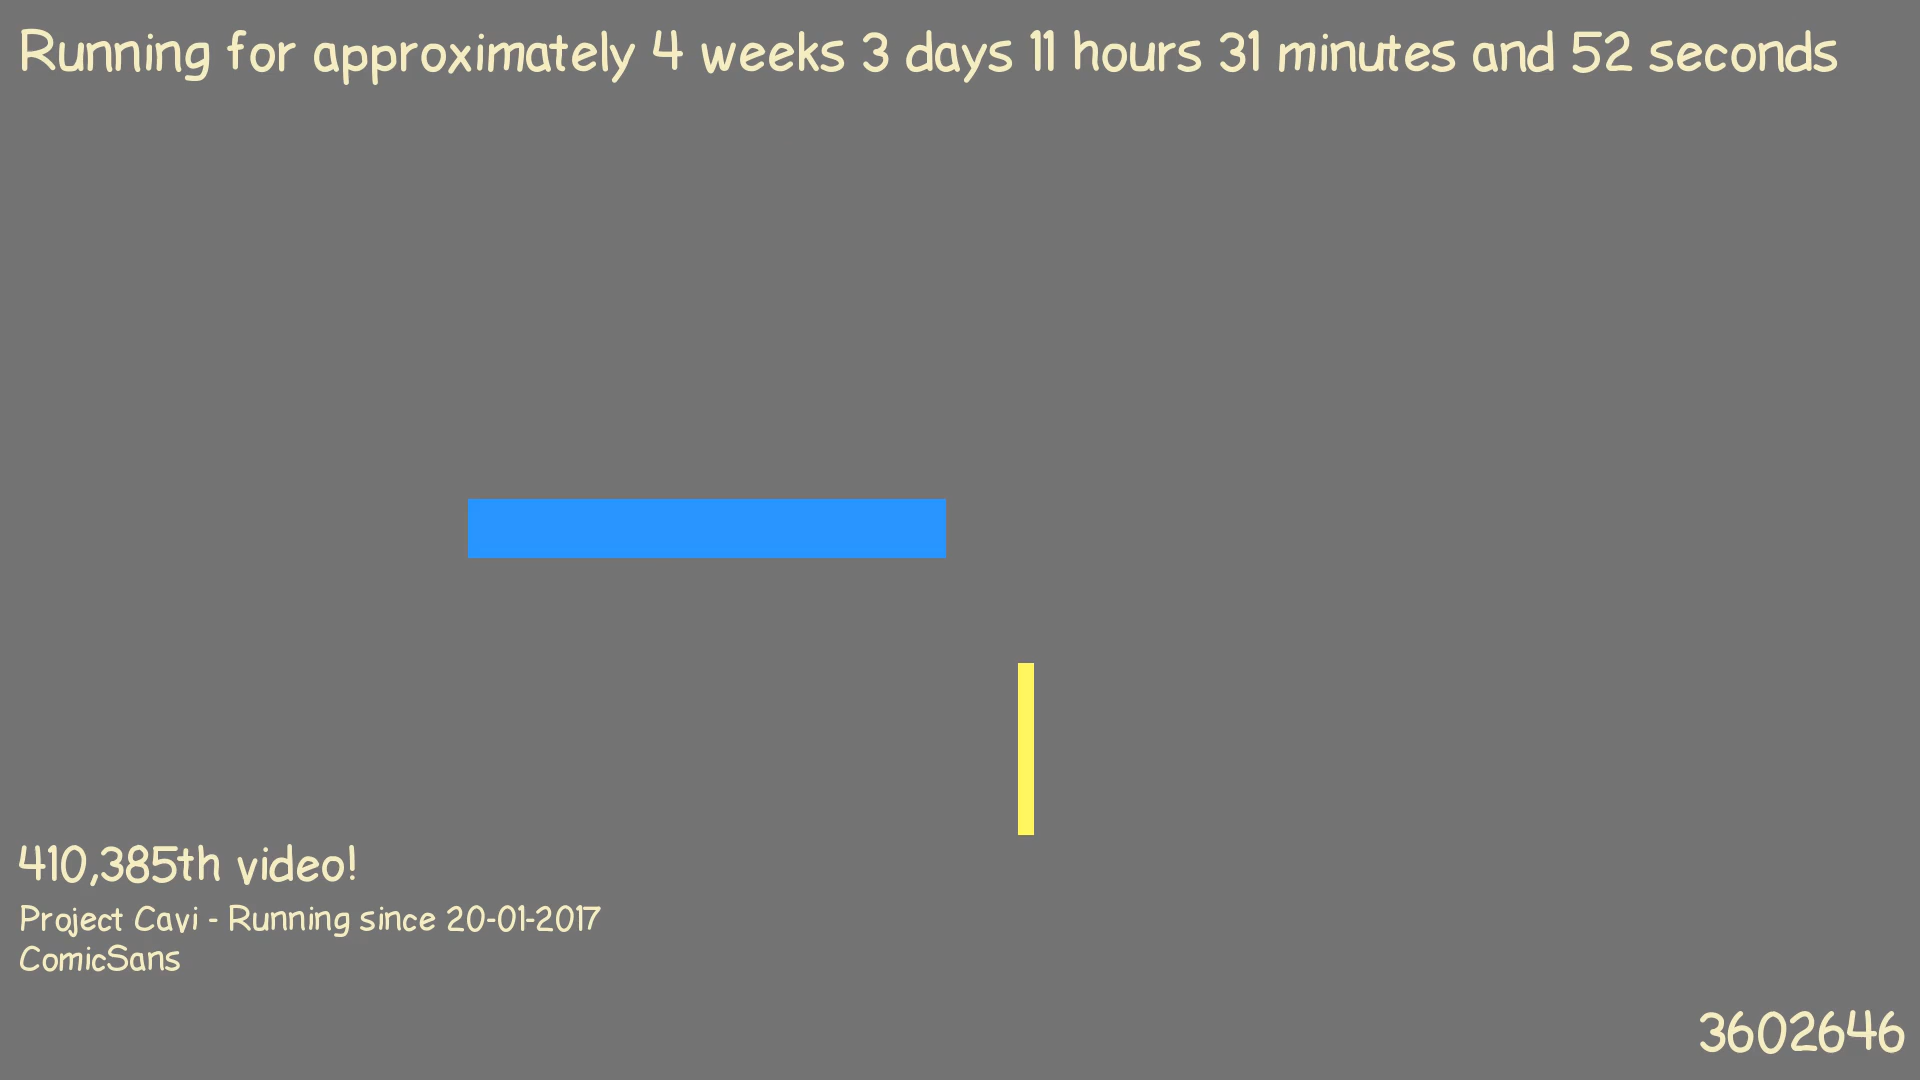 Running for approximately 4 weeks 3 days 11 hours 31 minutes and 52 seconds
410,385th video!
Project Cavi - Running since 20-01-2017
ComicSans
3602646